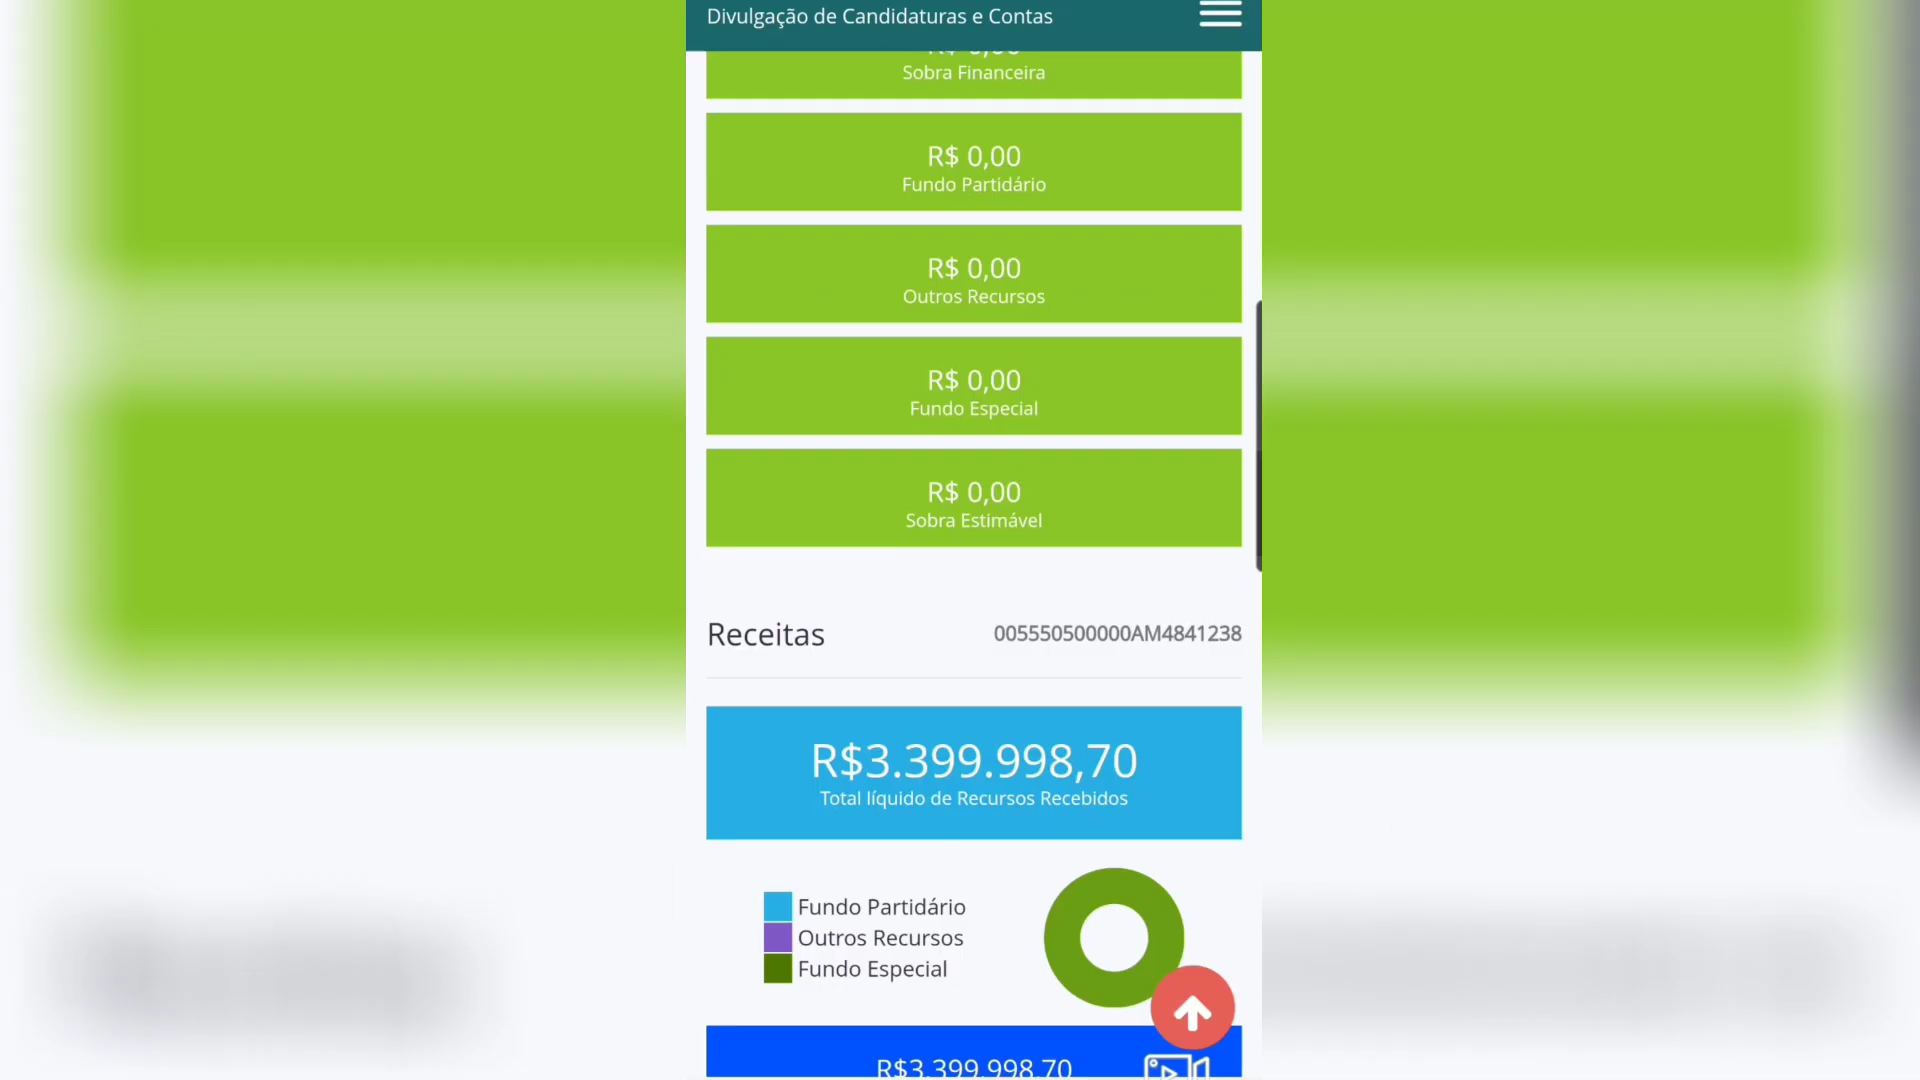 Divulgação de Candidaturas e Contas
Sobra Financeira
R$ 0,00
Fundo Partidário
R$ 0,00
Outros Recursos
R$ 0,00
Fundo Especial
R$ 0,00
Sobra Estimável
Receitas 005550500000AM4841238
R$3.399.998,70
Total líquido de Recursos Recebidos
Fundo Partidário
Outros Recursos
Fundo Especial
R$3.399.998,70